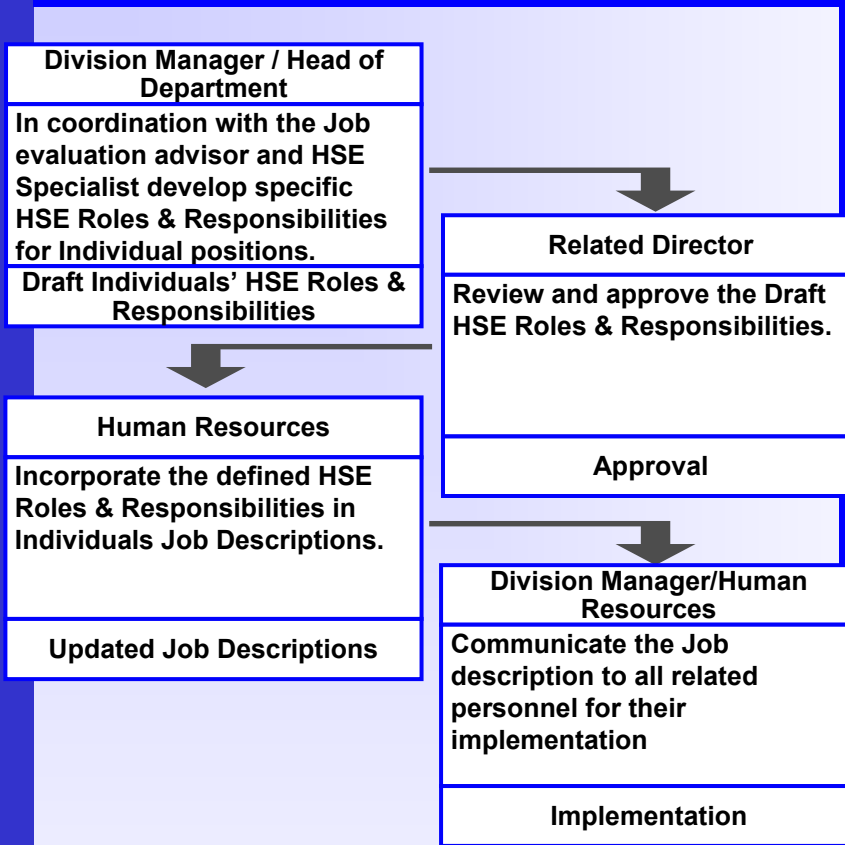 Division Manager / Head of
Department
In coordination with the Job
evaluation advisor and HSE
Specialist develop specific
HSE Roles & Responsibilities
for Individual positions.
Draft Individuals’ HSE Roles &
Responsibilities
Related Director
Review and approve the Draft
HSE Roles & Responsibilities.
Approval
Human Resources
Incorporate the defined HSE
Roles & Responsibilities in
Individuals Job Descriptions.
Updated Job Descriptions
Division Manager/Human
Resources
Communicate the Job
description to all related
personnel for their
implementation
Implementation